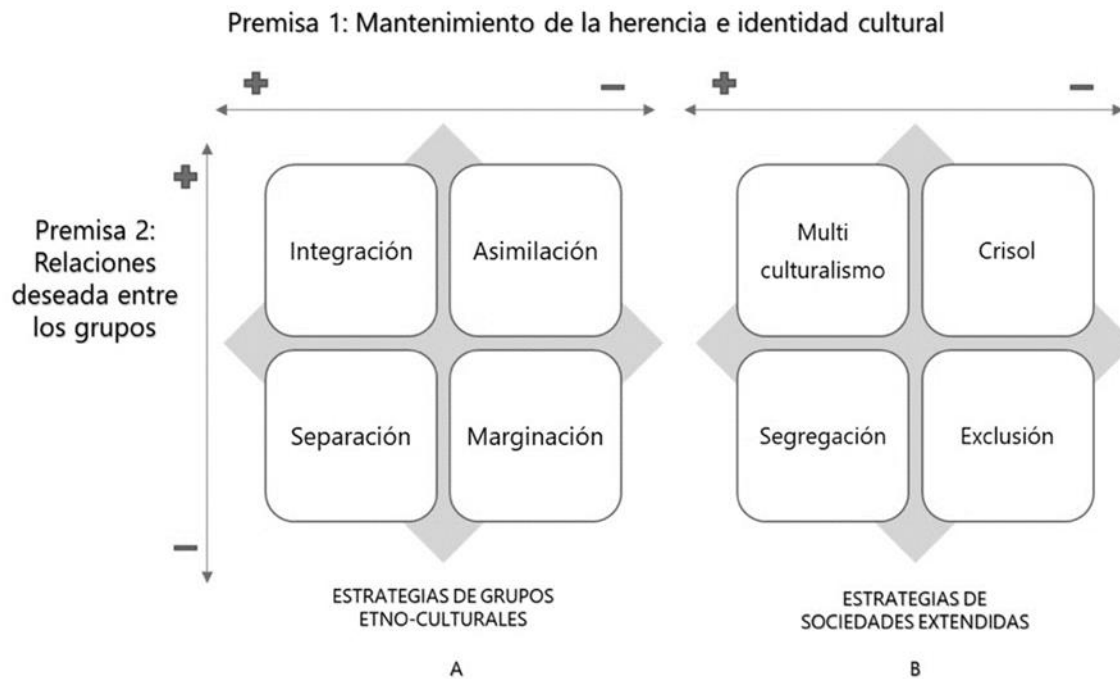 Premisa 1: Mantenimiento de la herencia e identidad cultural
Premisa 2:
Relaciones
deseada entre
los grupos
Integración
Asimilación
Separación
Marginación
ESTRATEGIAS DE GRUPOS
ETNO-CULTURALES
A
Multi
culturalismo
Crisol
Segregación
Exclusión
ESTRATEGIAS DE
SOCIEDADES EXTENDIDAS
B